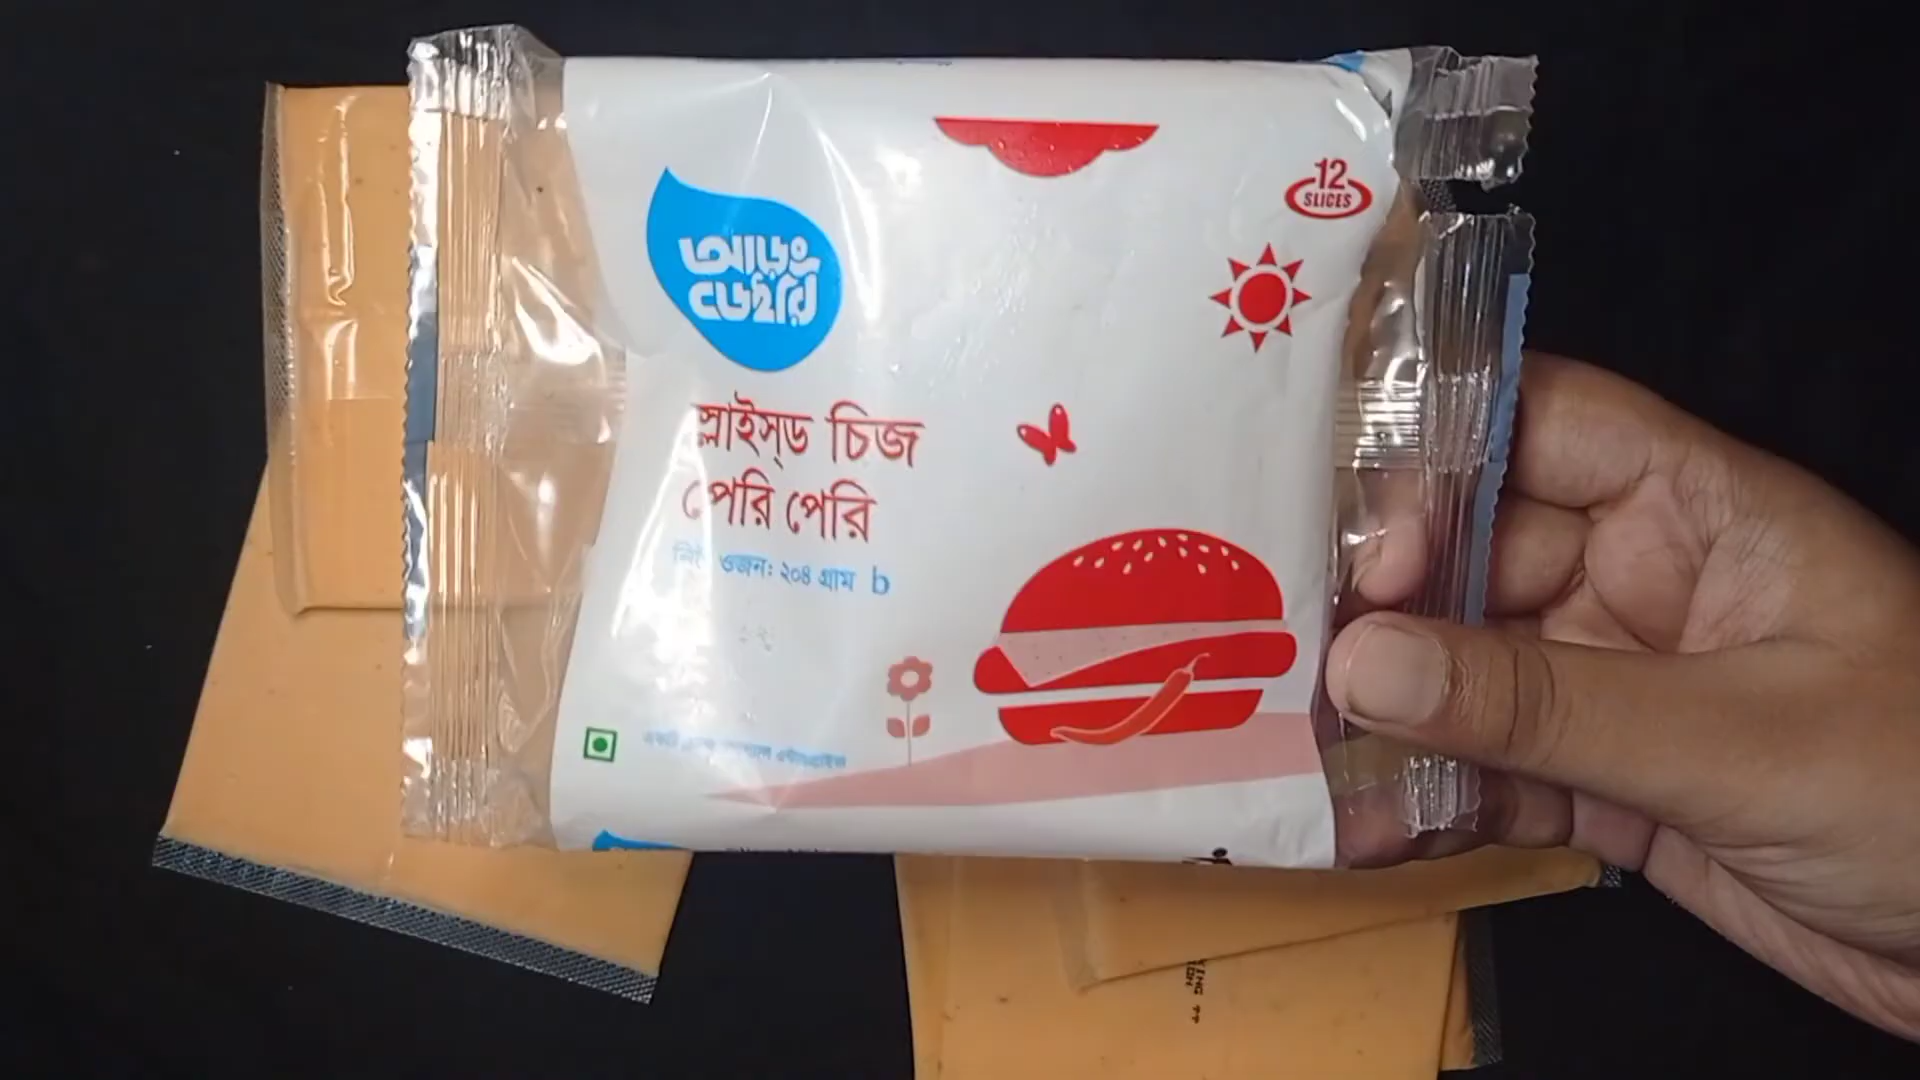 12
SLICES
আড়ং
ডেইরি
স্লাইস্ড চিজ
পেরি পেরি
ওজন: ২০৪ গ্রাম b